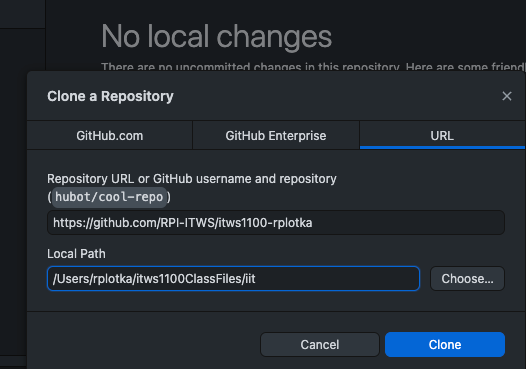 No local changes
There are no uncommitted changes in this repository. Here are some friend
Clone a Repository
GitHub.com
GitHub Enterprise
URL
Repository URL or GitHub username and repository
(hubot/cool-repo)
https://github.com/RPI-ITWS/itws1100-rplotka
Local Path
/Users/rplotka/itws1100ClassFiles/iit
Choose...
Cancel
Clone